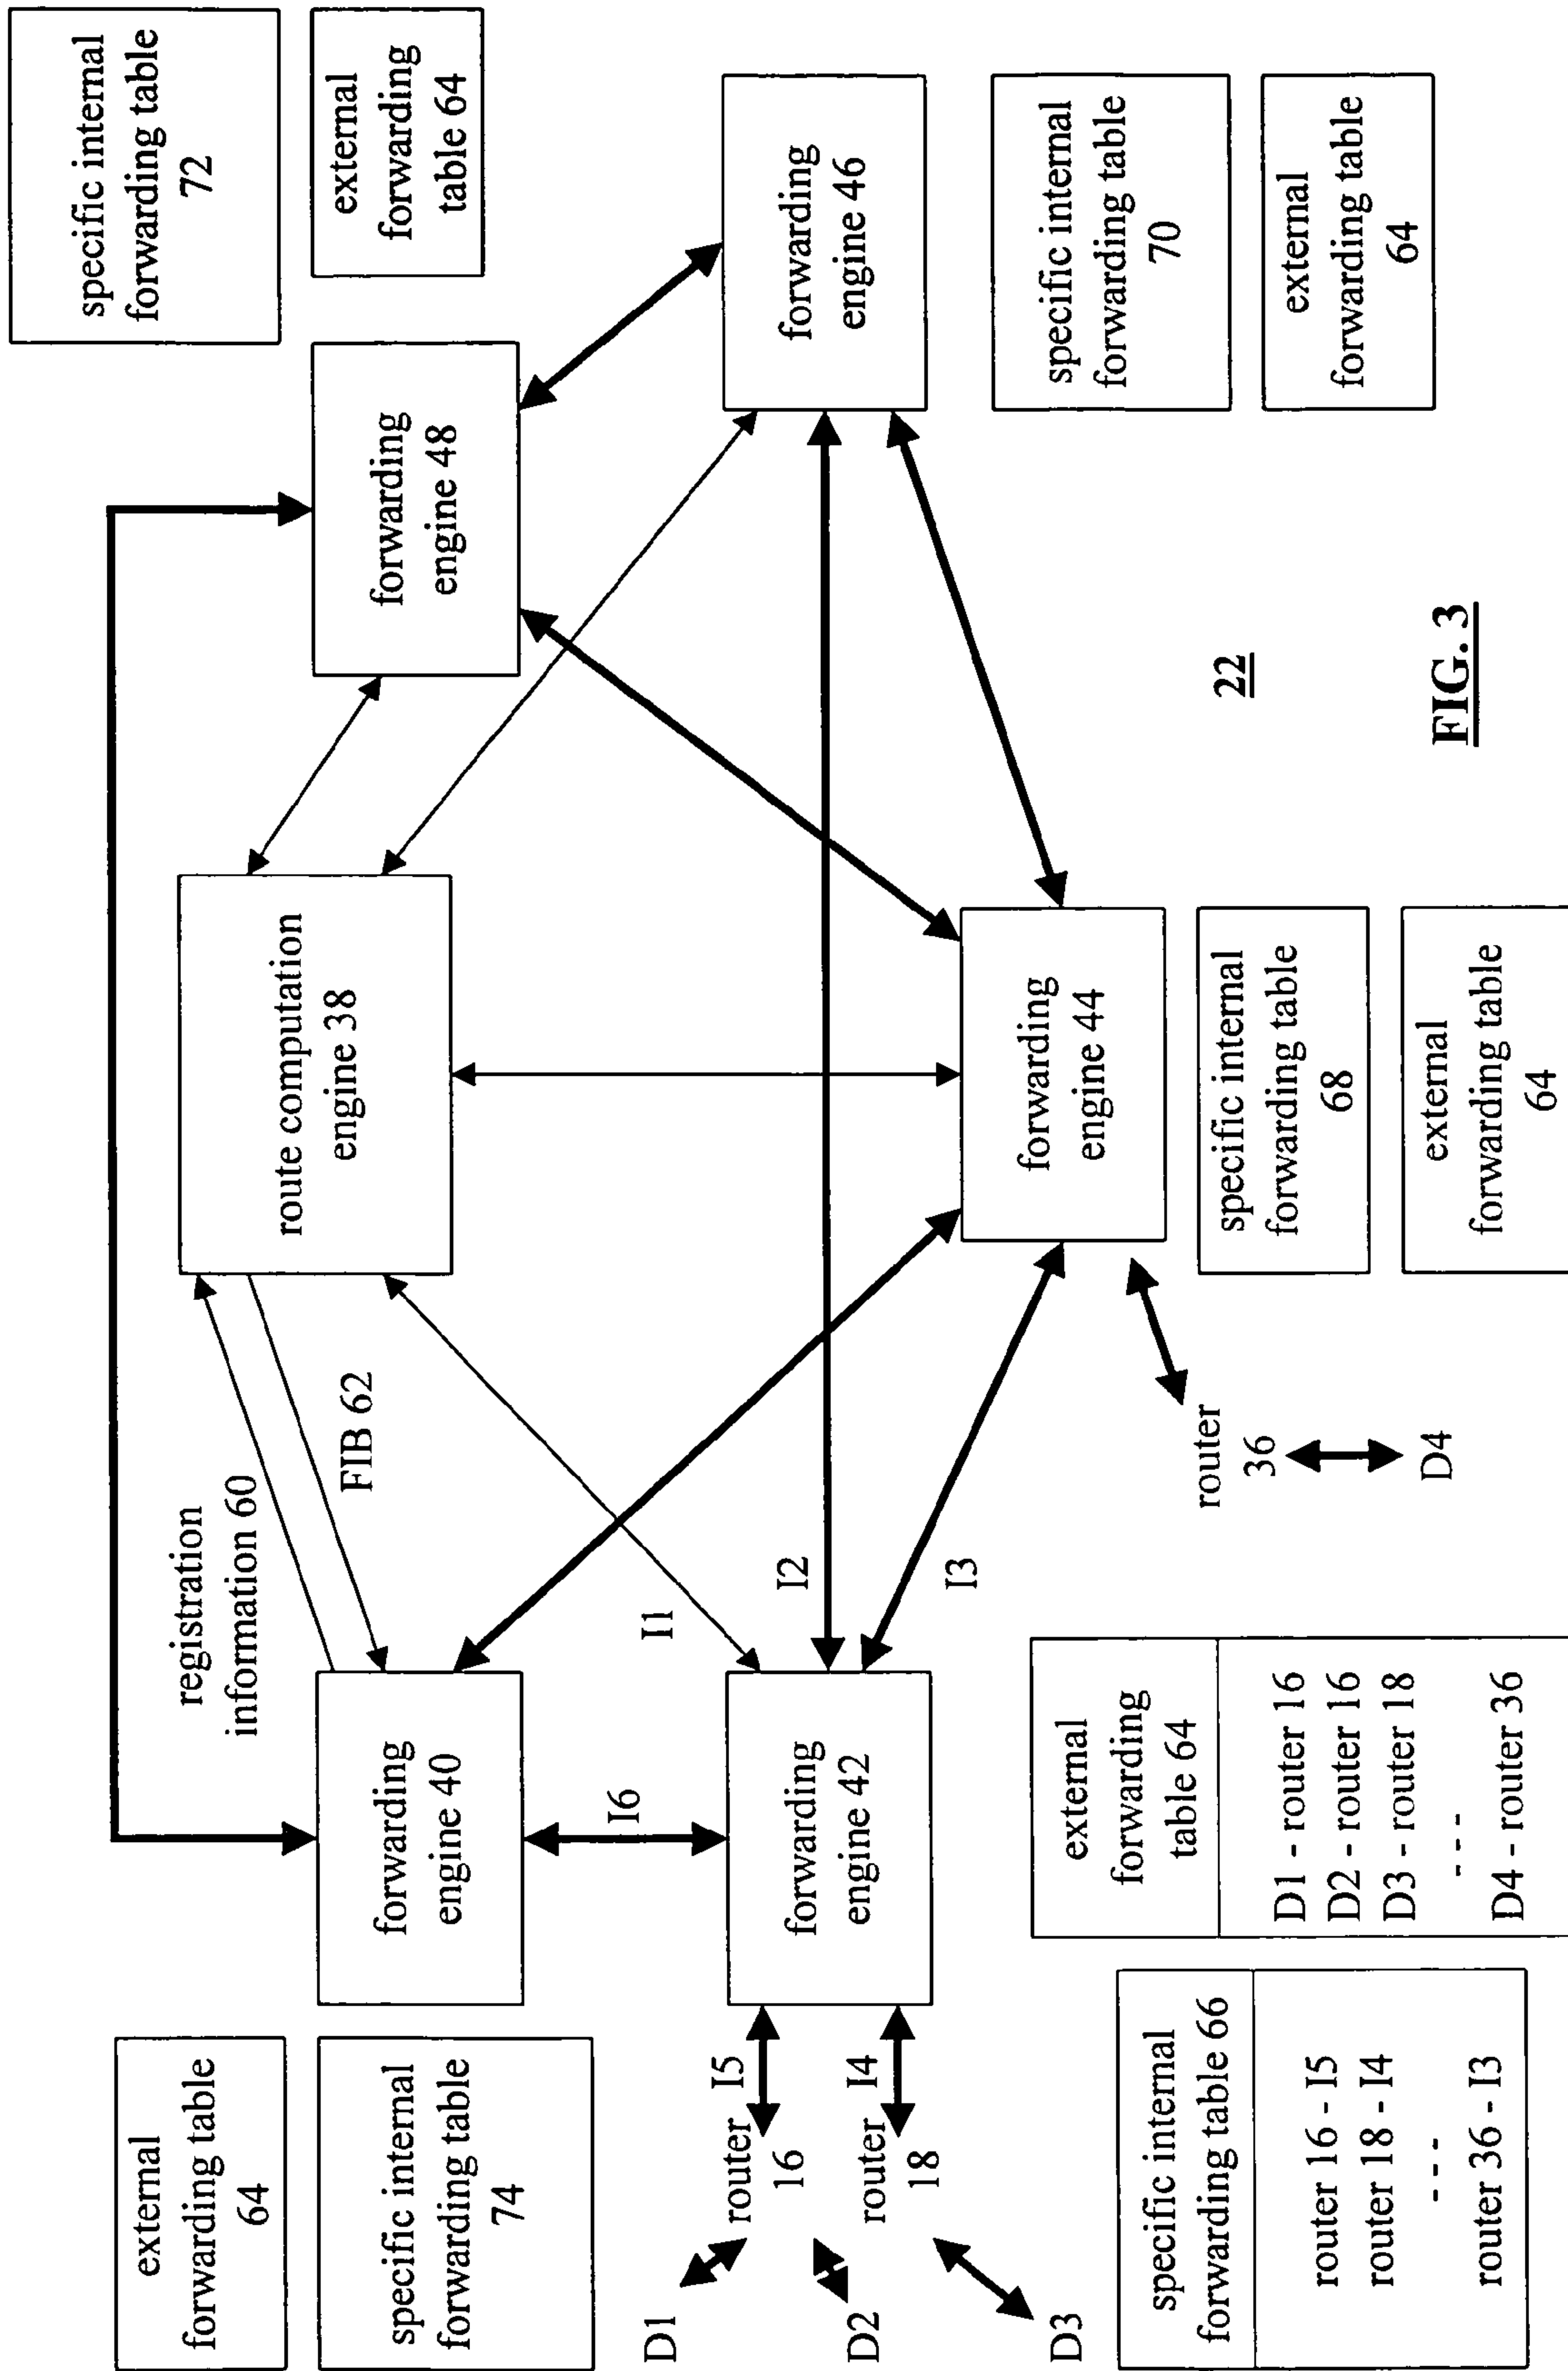 external
forwarding table
64
specific internal
forwarding table
74
registration
information 60
FIB 62
route computation
engine 38
specific internal
forwarding table
72
external
forwarding
table 64
forwarding
engine 40
forwarding
engine 48
I6
I1
I2
I3
D1
D2
D3
router
16
I5
router
18
I4
forwarding
engine 42
forwarding
engine 44
forwarding
engine 46
specific internal
forwarding table 66
router 16 - I5
router 18 - I4
- - -
router 36 - I3
external
forwarding
table 64
D1 - router 16
D2 - router 16
D3 - router 18
- - -
D4 - router 36
router
36
D4
specific internal
forwarding table
68
external
forwarding table
64
specific internal
forwarding table
70
external
forwarding table
64
22
FIG. 3